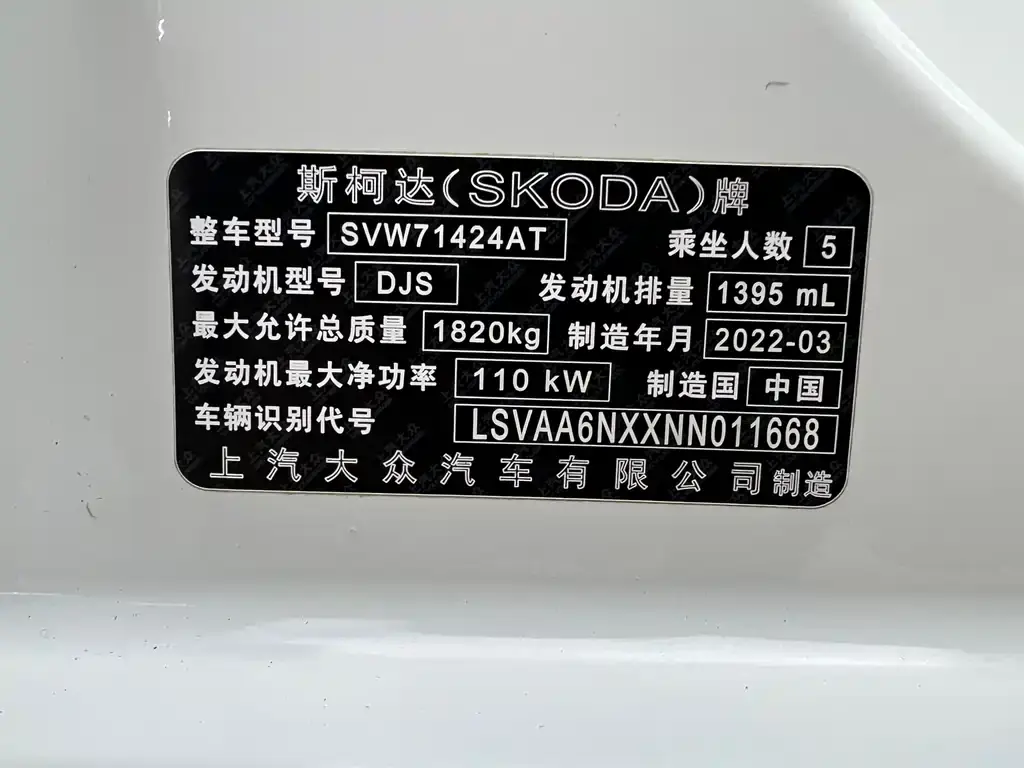 斯柯达(SKODA)牌
整车型号 SVW71424AT 乘坐人数 5
发动机型号 DJS 发动机排量 1395 mL
最大允许总质量 1820kg 制造年月 2022-03
发动机最大净功率 110 kW 制造国 中国
车辆识别代号 LSVAA6NXXNN011668
上汽大众汽车有限公司制造